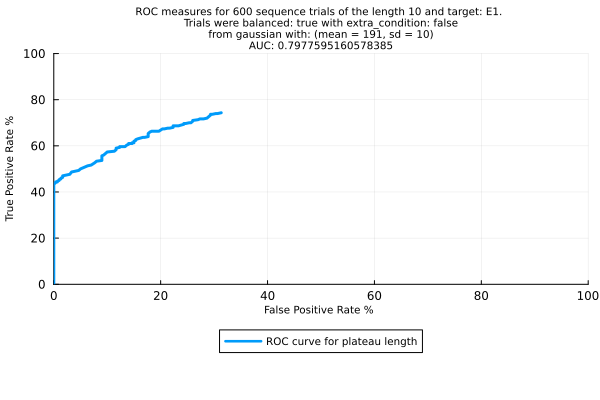 ROC measures for 600 sequence trials of the length 10 and target: E1.
Trials were balanced: true with extra_condition: false
from gaussian with: (mean = 191, sd = 10)
AUC: 0.7977595160578385
100
80
60
40
20
0
True Positive Rate %
0 20 40 60 80 100
False Positive Rate %
ROC curve for plateau length